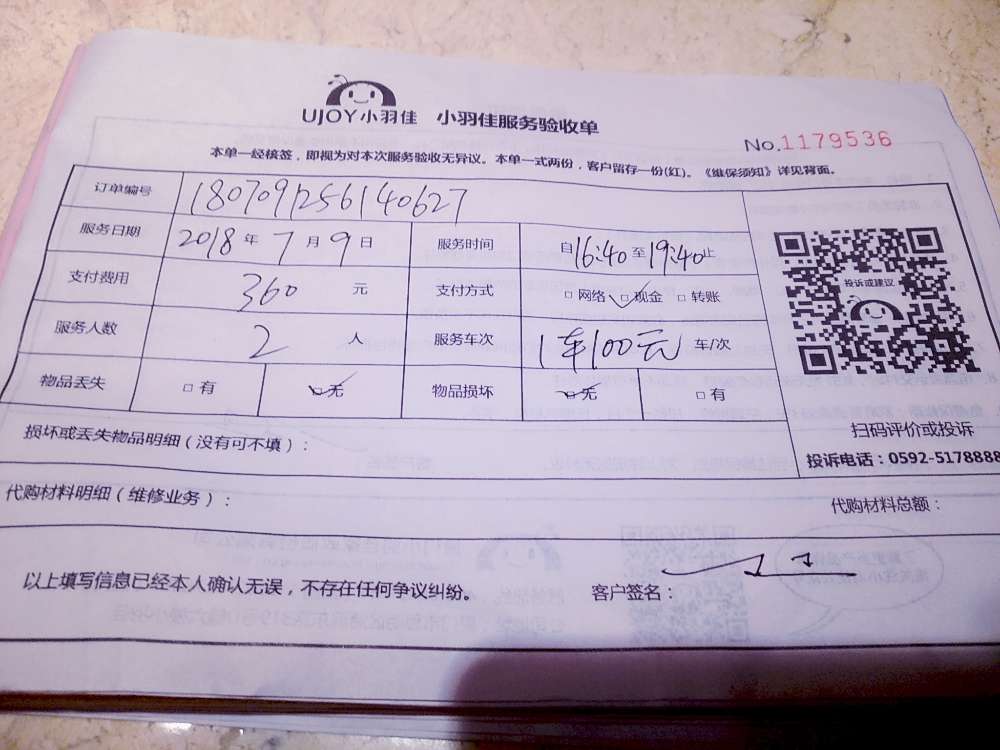 UJOY小羽佳 小羽佳服务验收单
No.1179536
本单一经核签，即视为对本次服务验收无异议。本单一式两份，客户留存一份(红)。《维保须知》详见背面。
订单编号 1807091256140627
服务日期 2018 年 7 月 9 日 服务时间 自16:40至19:40止
支付费用 360 元 支付方式 □ 网络 □ 现金 □ 转账
服务人数 2 人 服务车次 1车100元 车/次
物品丢失 □ 有 □ 无 物品损坏 □ 无 □ 有
投诉或建议
扫码评价或投诉
投诉电话：0592-5178888
损坏或丢失物品明细（没有可不填）：
代购材料明细（维修业务）： 代购材料总额：
以上填写信息已经本人确认无误，不存在任何争议纠纷。 客户签名：